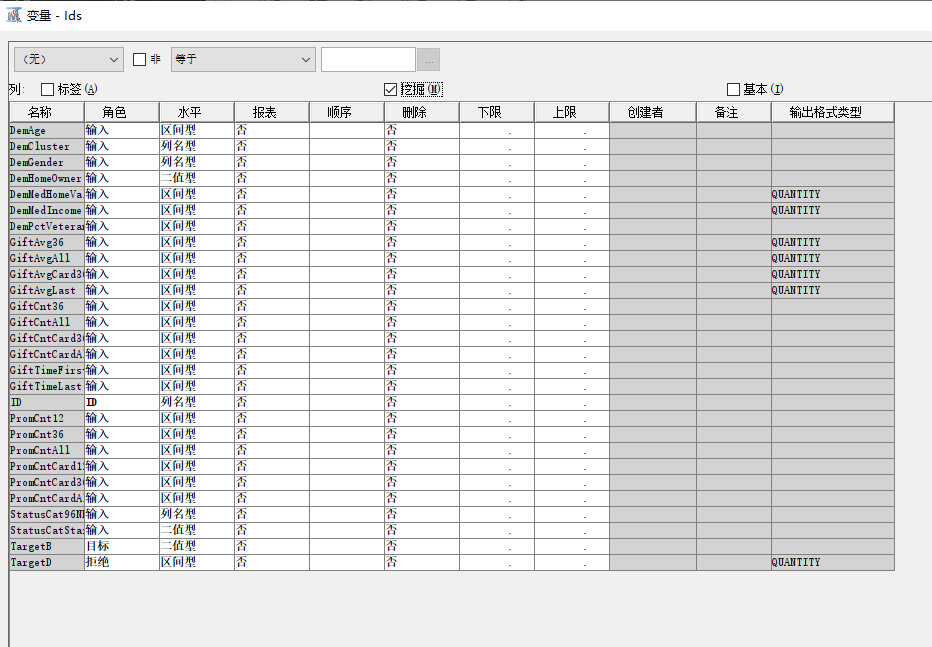 变量 - Ids
(无) 非 等于 ...
列: 标签(A) 挖掘(M) 基本(I)
名称 角色 水平 报表 顺序 删除 下限 上限 创建者 备注 输出格式类型
DemAge 输入 区间型 否 否 . .
DemCluster 输入 列名型 否 否 . .
DemGender 输入 列名型 否 否 . .
DemHomeOwner 输入 二值型 否 否 . .
DemMedHomeVa 输入 区间型 否 否 . . QUANTITY
DemMedIncome 输入 区间型 否 否 . . QUANTITY
DemPctVetera 输入 区间型 否 否 . .
GiftAvg36 输入 区间型 否 否 . . QUANTITY
GiftAvgAll 输入 区间型 否 否 . . QUANTITY
GiftAvgCard3 输入 区间型 否 否 . . QUANTITY
GiftAvgLast 输入 区间型 否 否 . . QUANTITY
GiftCnt36 输入 区间型 否 否 . .
GiftCntAll 输入 区间型 否 否 . .
GiftCntCard3 输入 区间型 否 否 . .
GiftCntCardA 输入 区间型 否 否 . .
GiftTimeFirs 输入 区间型 否 否 . .
GiftTimeLast 输入 区间型 否 否 . .
ID ID 列名型 否 否 . .
PromCnt12 输入 区间型 否 否 . .
PromCnt36 输入 区间型 否 否 . .
PromCntAll 输入 区间型 否 否 . .
PromCntCard1 输入 区间型 否 否 . .
PromCntCard3 输入 区间型 否 否 . .
PromCntCardA 输入 区间型 否 否 . .
StatusCat96N 输入 列名型 否 否 . .
StatusCatSta 输入 二值型 否 否 . .
TargetB 目标 二值型 否 否 . .
TargetD 拒绝 区间型 否 否 . . QUANTITY